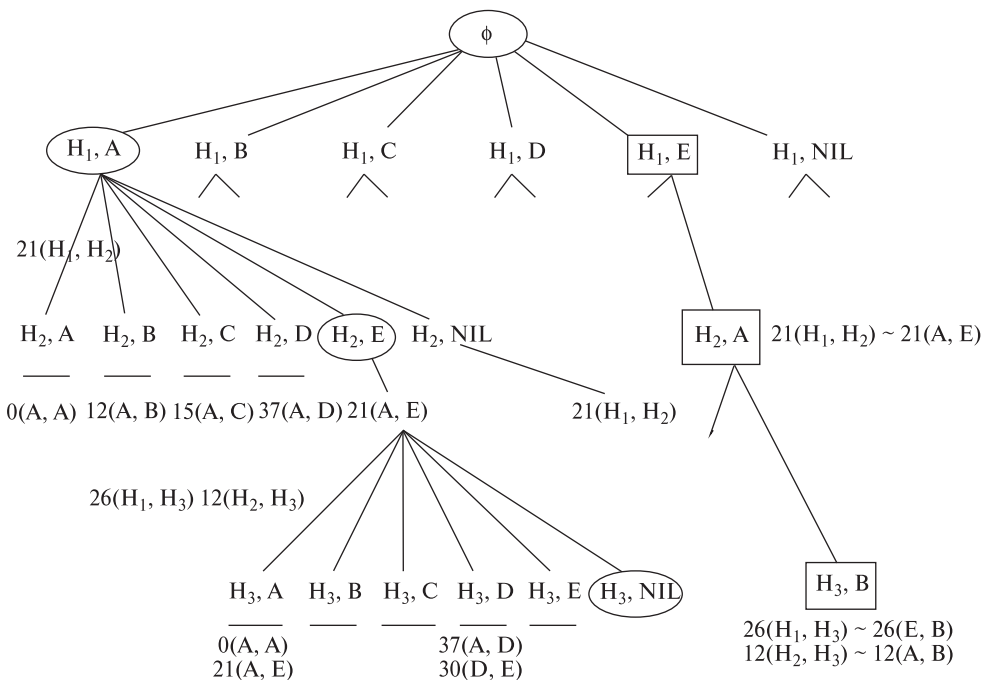 ϕ
H₁, A H₁, B H₁, C H₁, D H₁, E H₁, NIL
21(H₁, H₂)
H₂, A H₂, B H₂, C H₂, D H₂, E H₂, NIL H₂, A 21(H₁, H₂) ~ 21(A, E)
0(A, A) 12(A, B) 15(A, C) 37(A, D) 21(A, E) 21(H₁, H₂)
26(H₁, H₃) 12(H₂, H₃)
H₃, A H₃, B H₃, C H₃, D H₃, E H₃, NIL H₃, B
26(H₁, H₃) ~ 26(E, B)
0(A, A) 37(A, D) 12(H₂, H₃) ~ 12(A, B)
21(A, E) 30(D, E)